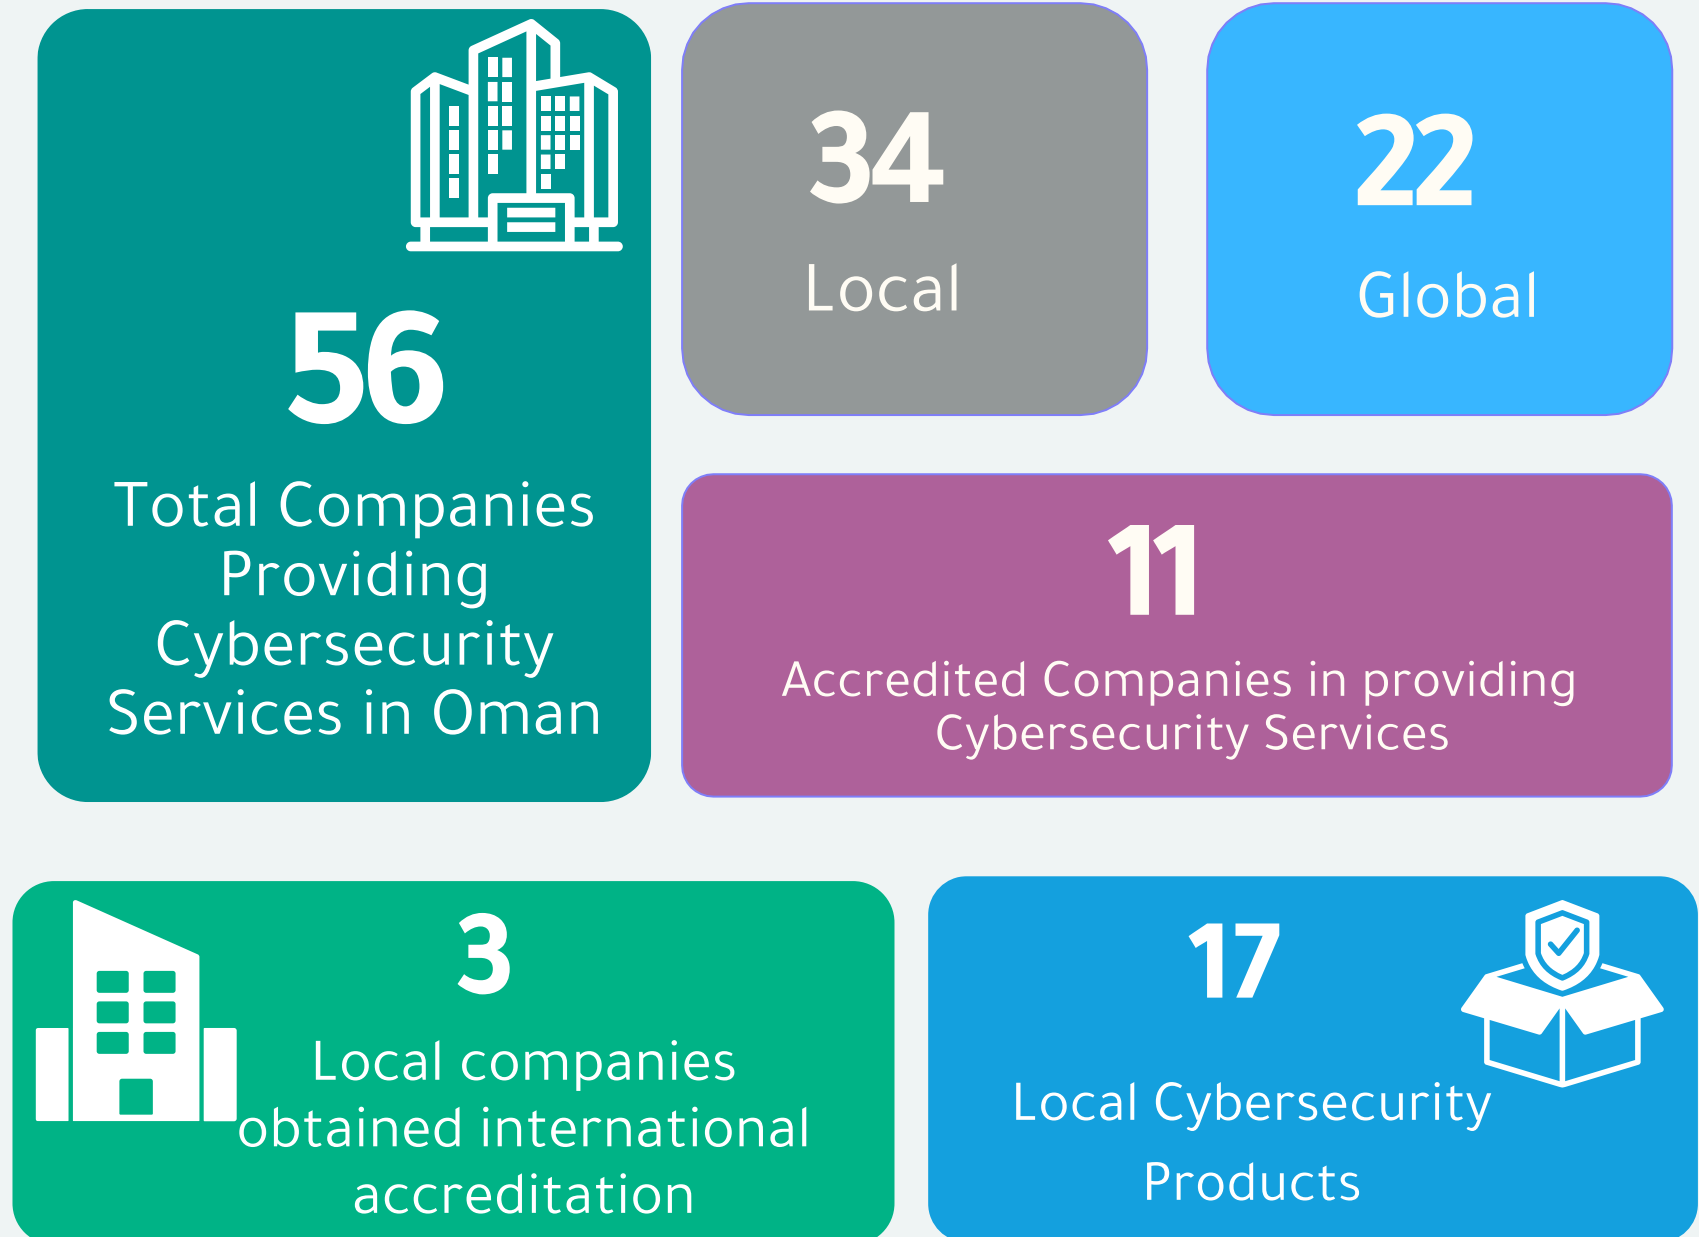 56
Total Companies
Providing
Cybersecurity
Services in Oman
34
Local
22
Global
11
Accredited Companies in providing
Cybersecurity Services
3
Local companies
obtained international
accreditation
17
Local Cybersecurity
Products